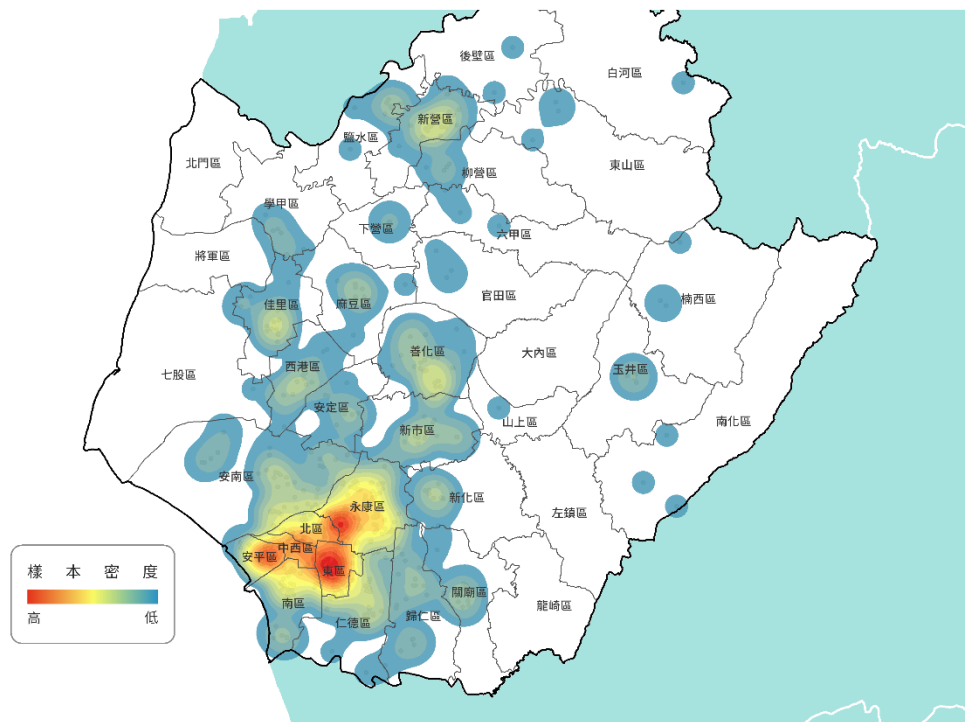 後壁區
白河區
新營區
鹽水區
北門區
柳營區
東山區
學甲區
下營區
六甲區
將軍區
官田區
楠西區
佳里區
麻豆區
善化區
大內區
西港區
玉井區
七股區
安定區
南化區
新市區
山上區
安南區
新化區
永康區
左鎮區
北區
中西區
安平區
東區
關廟區
南區
龍崎區
歸仁區
仁德區
樣本密度
高 低